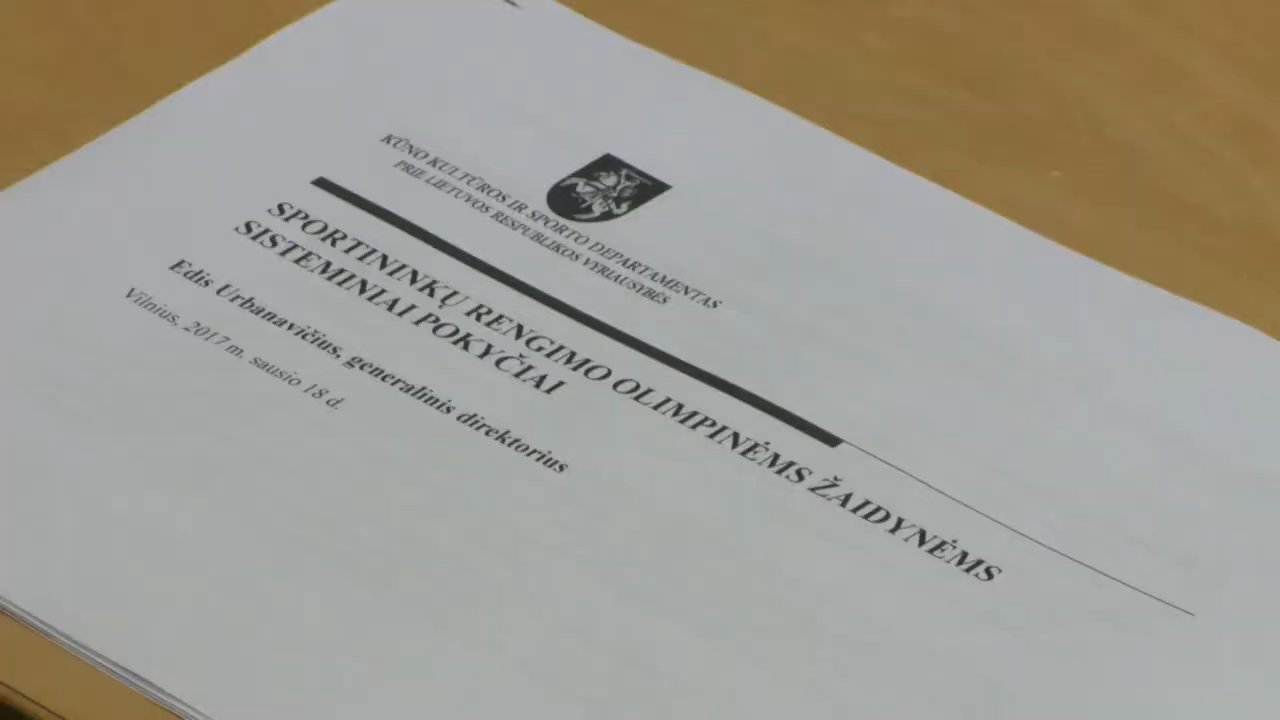 KŪNO KULTŪROS IR SPORTO DEPARTAMENTAS
PRIE LIETUVOS RESPUBLIKOS VYRIAUSYBĖS
SPORTININKŲ RENGIMO OLIMPINĖMS ŽAIDYNĖMS
SISTEMINIAI POKYČIAI
Edis Urbanavičius, generalinis direktorius
Vilnius, 2017 m. sausio 18 d.